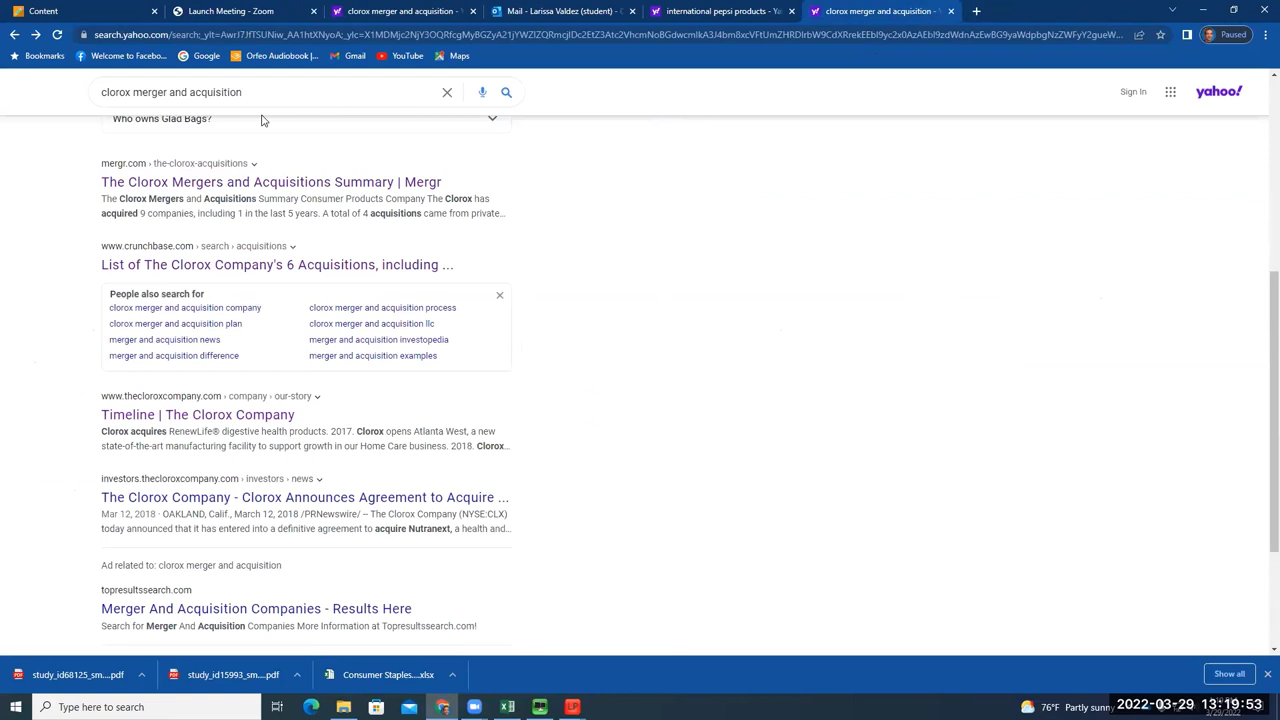 Content
Launch Meeting - Zoom
clorox merger and acquisition -
Mail - Larissa Valdez (student) - O
international pepsi products - Ya
clorox merger and acquisition -
Bookmarks
Welcome to Faceboo...
Google
Orfeo Audiobook |...
Gmail
YouTube
Maps
Paused
clorox merger and acquisition
Sign In
yahoo!
Who owns Glad Bags?
mergr.com › the-clorox-acquisitions
The Clorox Mergers and Acquisitions Summary | Mergr
The Clorox Mergers and Acquisitions Summary Consumer Products Company The Clorox has
acquired 9 companies, including 1 in the last 5 years. A total of 4 acquisitions came from private...
www.crunchbase.com › search › acquisitions
List of The Clorox Company's 6 Acquisitions, including ...
People also search for
clorox merger and acquisition company
clorox merger and acquisition process
clorox merger and acquisition plan
clorox merger and acquisition llc
merger and acquisition news
merger and acquisition investopedia
merger and acquisition difference
merger and acquisition examples
www.thecloroxcompany.com › company › our-story
Timeline | The Clorox Company
Clorox acquires RenewLife® digestive health products. 2017. Clorox opens Atlanta West, a new
state-of-the-art manufacturing facility to support growth in our Home Care business. 2018. Clorox...
investors.thecloroxcompany.com › investors › news
The Clorox Company - Clorox Announces Agreement to Acquire ...
Mar 12, 2018 · OAKLAND, Calif., March 12, 2018 /PRNewswire/ -- The Clorox Company (NYSE:CLX)
today announced that it has entered into a definitive agreement to acquire Nutranext, a health and...
Ad related to: clorox merger and acquisition
topresultssearch.com
Merger And Acquisition Companies - Results Here
Search for Merger And Acquisition Companies More Information at Topresultssearch.com!
study_id68125_sm....pdf
study_id15993_sm....pdf
Consumer Staples....xlsx
Show all
Type here to search
76°F Partly sunny
2022-03-29 13:19:53